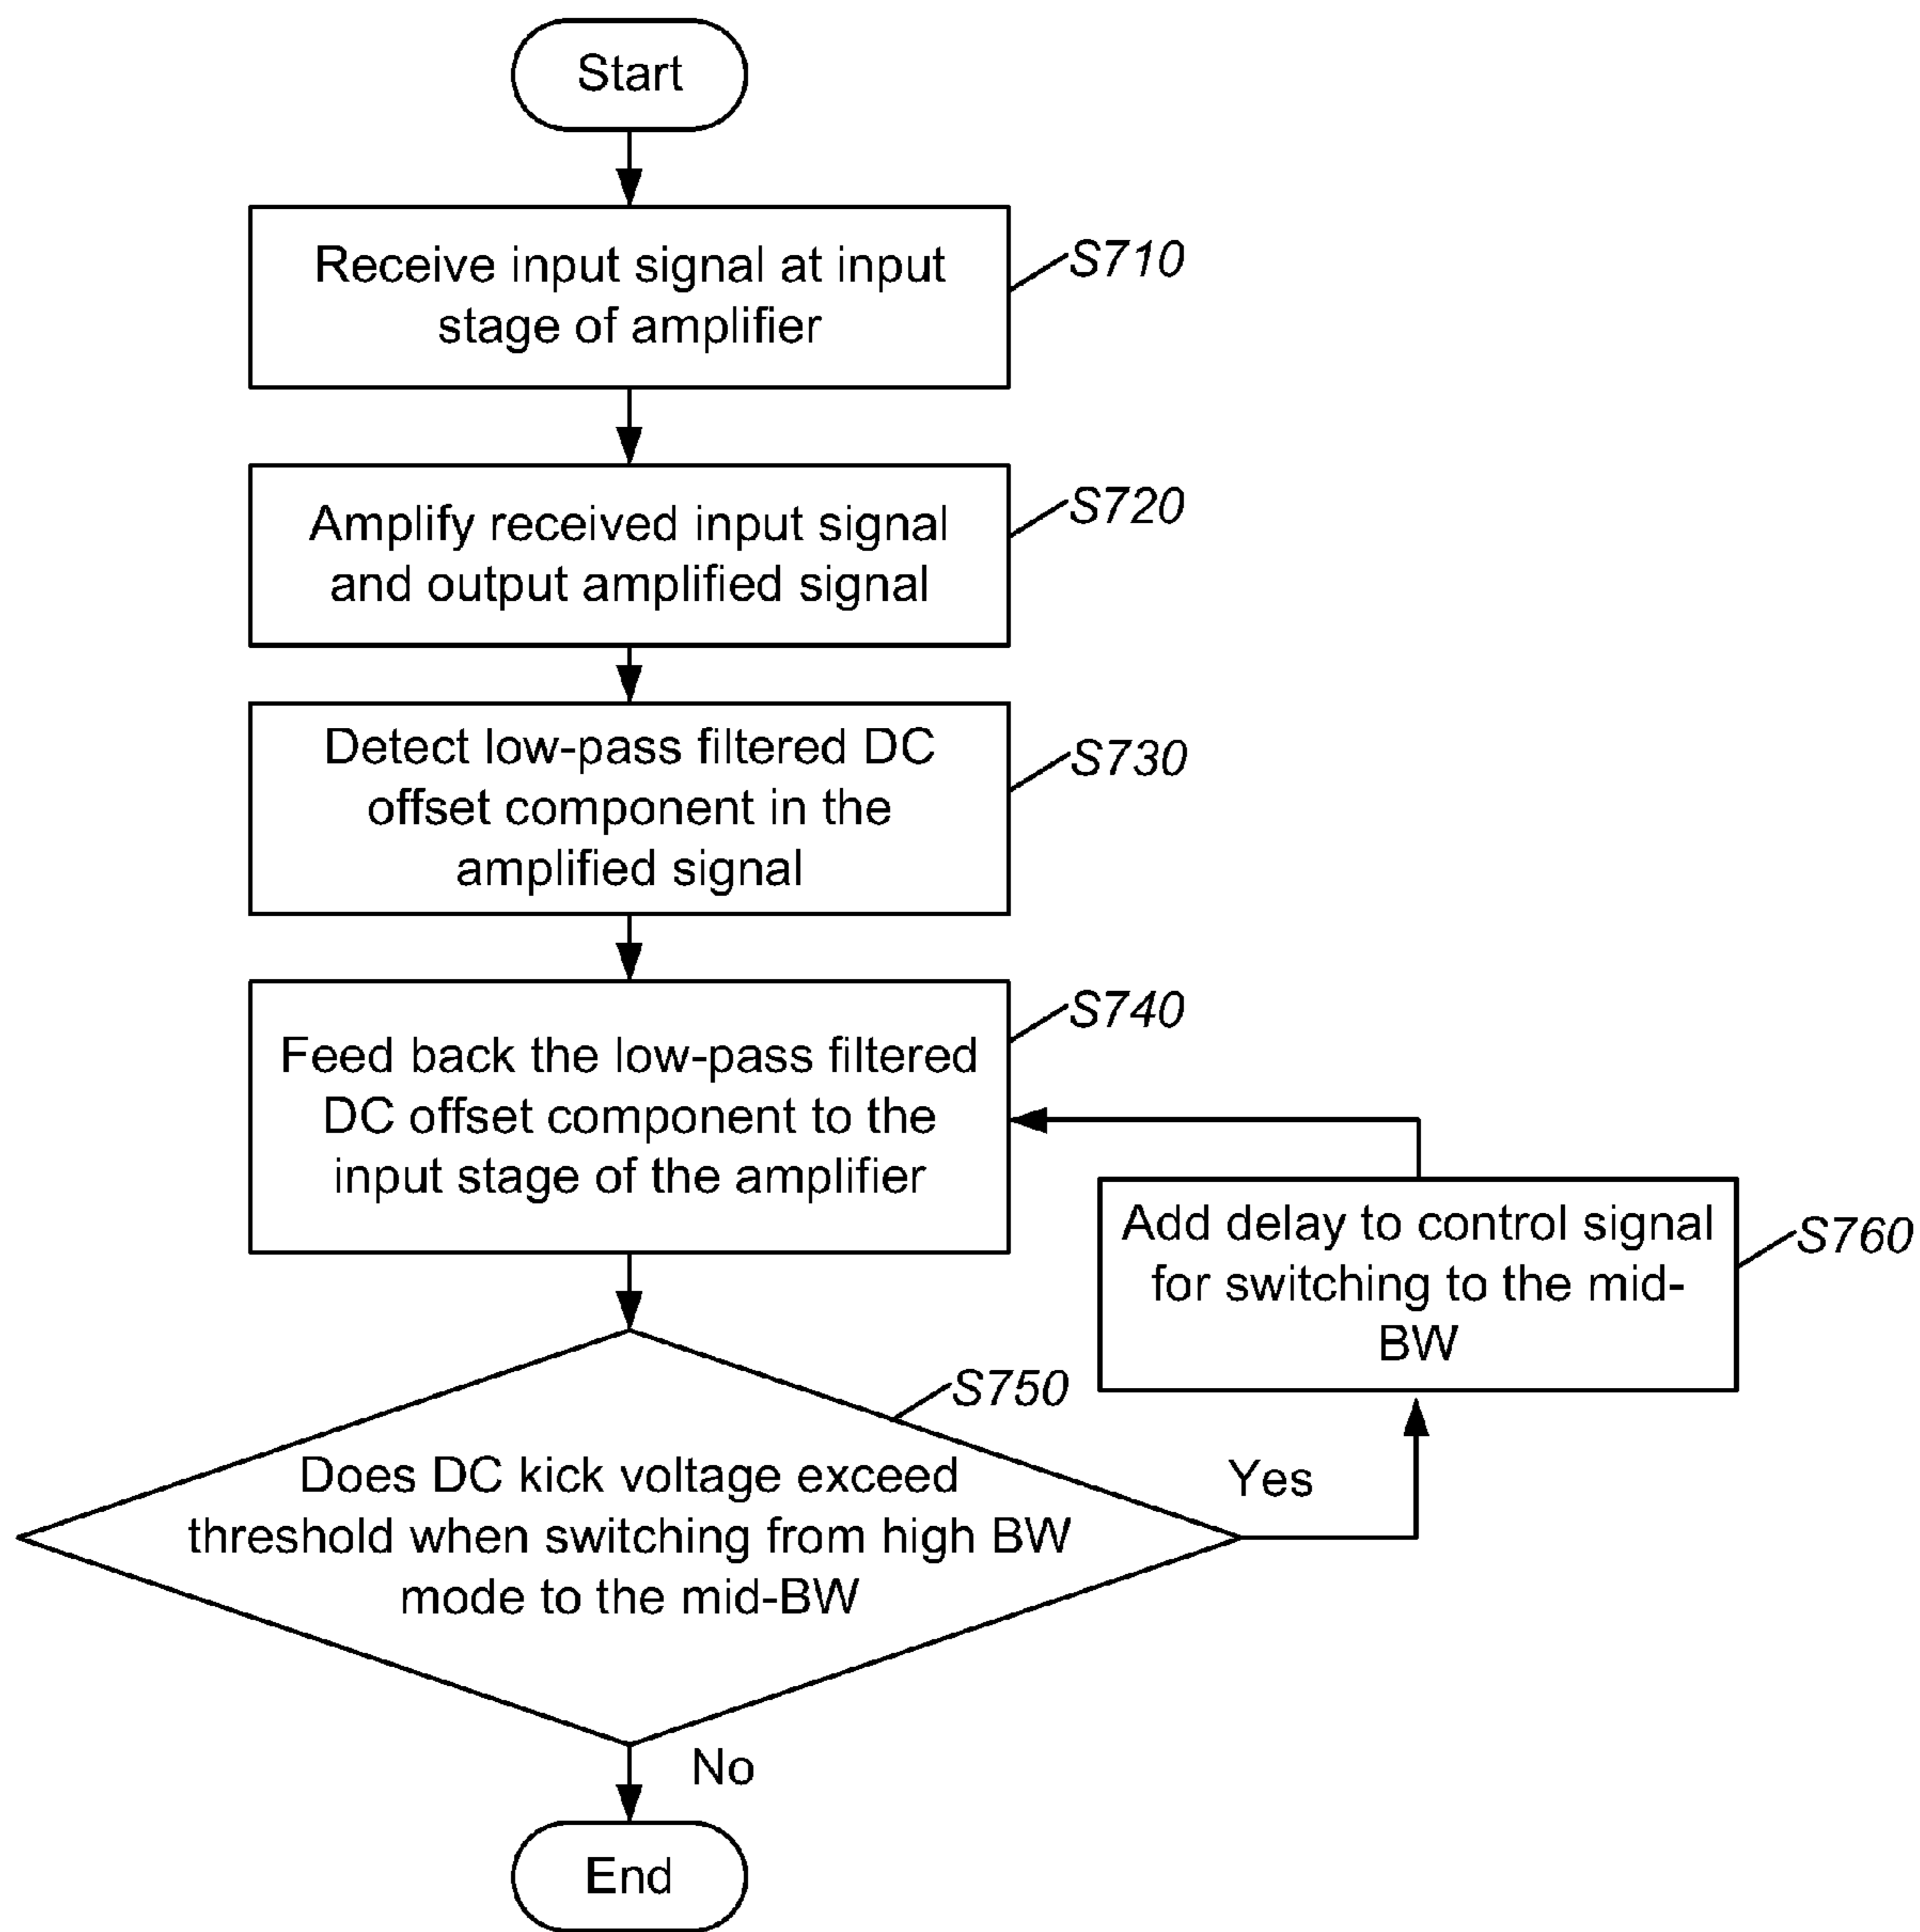 Start
Receive input signal at input
stage of amplifier
S710
Amplify received input signal
and output amplified signal
S720
Detect low-pass filtered DC
offset component in the
amplified signal
S730
Feed back the low-pass filtered
DC offset component to the
input stage of the amplifier
S740
Add delay to control signal
for switching to the mid-
BW
S760
Does DC kick voltage exceed
threshold when switching from high BW
mode to the mid-BW
S750
Yes
No
End